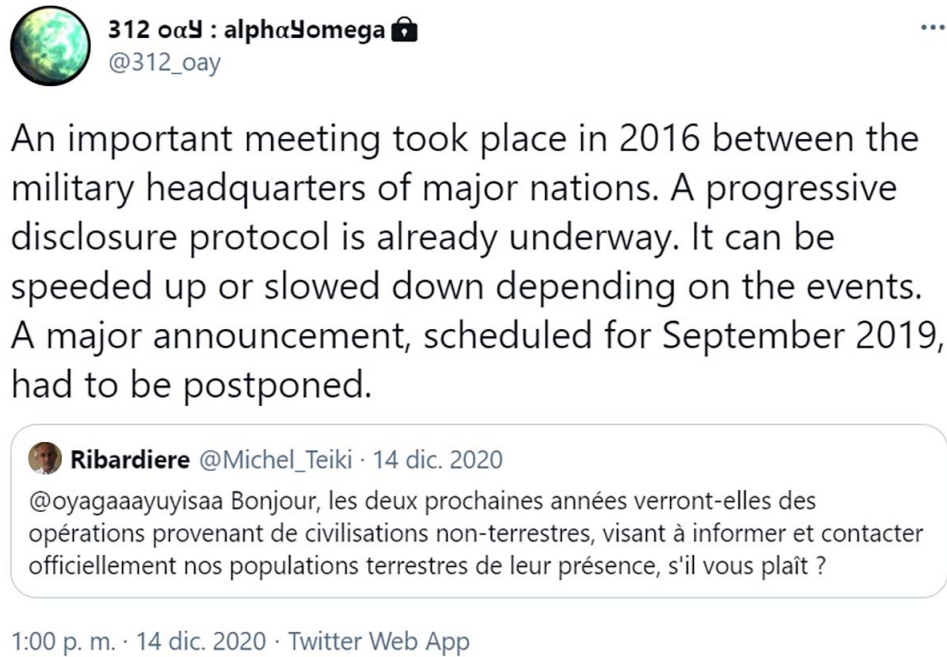 312 oαУ : alphαУomega
@312_oay
An important meeting took place in 2016 between the
military headquarters of major nations. A progressive
disclosure protocol is already underway. It can be
speeded up or slowed down depending on the events.
A major announcement, scheduled for September 2019,
had to be postponed.
Ribardiere @Michel_Teiki · 14 dic. 2020
@oyagaaayuyisaa Bonjour, les deux prochaines années verront-elles des
opérations provenant de civilisations non-terrestres, visant à informer et contacter
officiellement nos populations terrestres de leur présence, s'il vous plaît ?
1:00 p. m. · 14 dic. 2020 · Twitter Web App